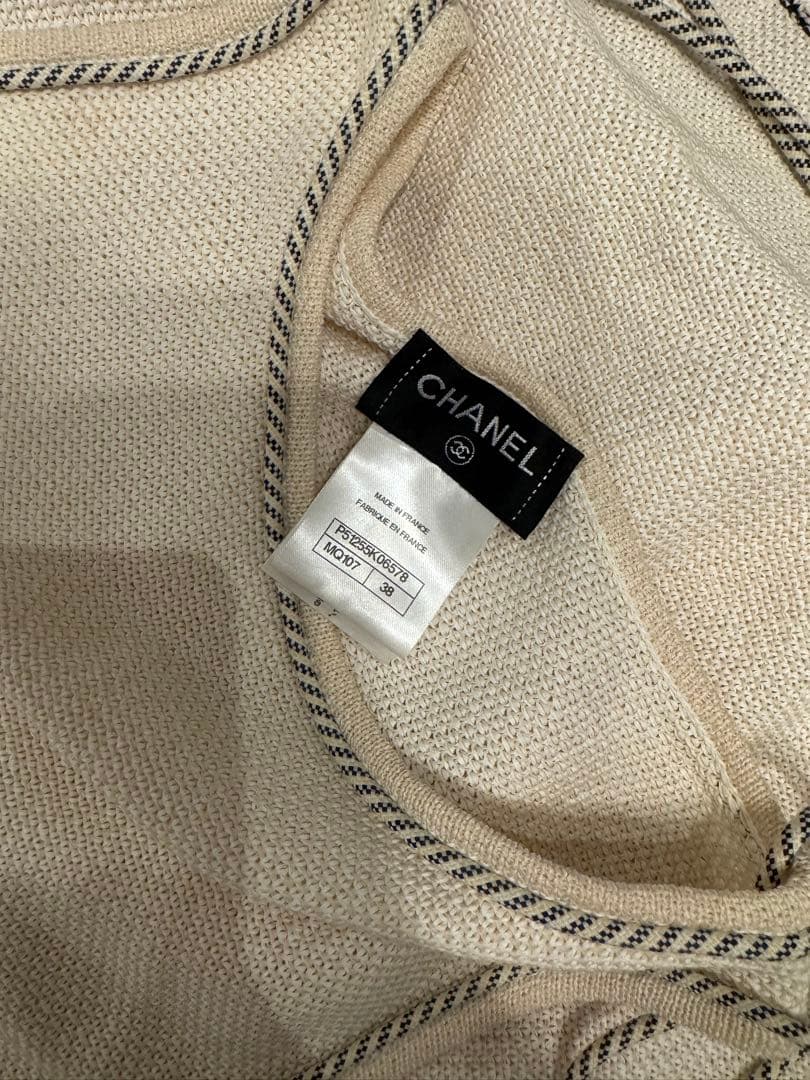 CHANEL
MADE IN FRANCE
FABRIQUE EN FRANCE
P51255K06578
MQ107 38